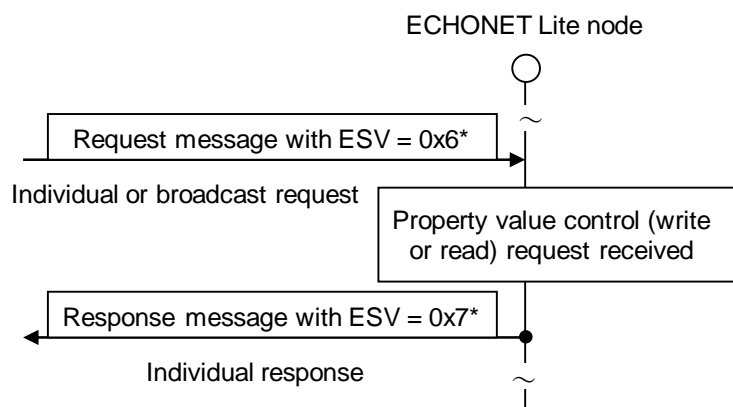 ECHONET Lite node
Request message with ESV = 0x6*
Individual or broadcast request
Property value control (write
or read) request received
Response message with ESV = 0x7*
Individual response